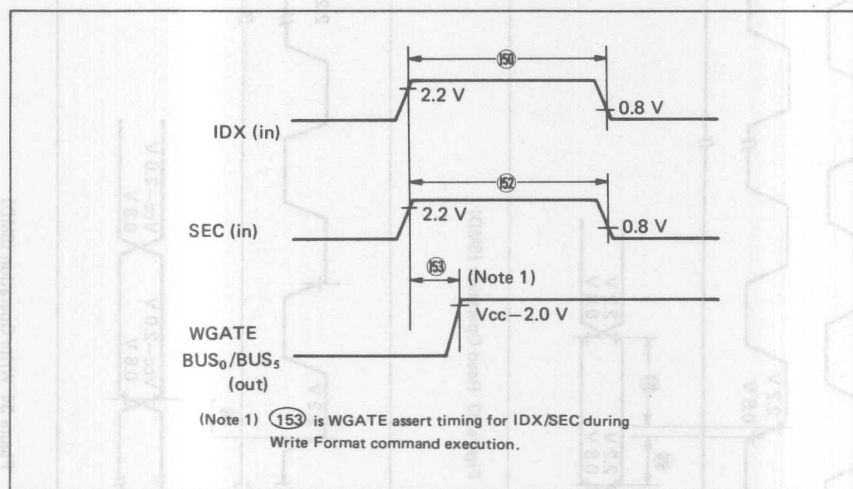 150
2.2 V
0.8 V
IDX (in)
152
2.2 V
0.8 V
SEC (in)
153
(Note 1)
Vcc−2.0 V
WGATE
BUS₀/BUS₅
(out)
(Note 1) 153 is WGATE assert timing for IDX/SEC during
Write Format command execution.